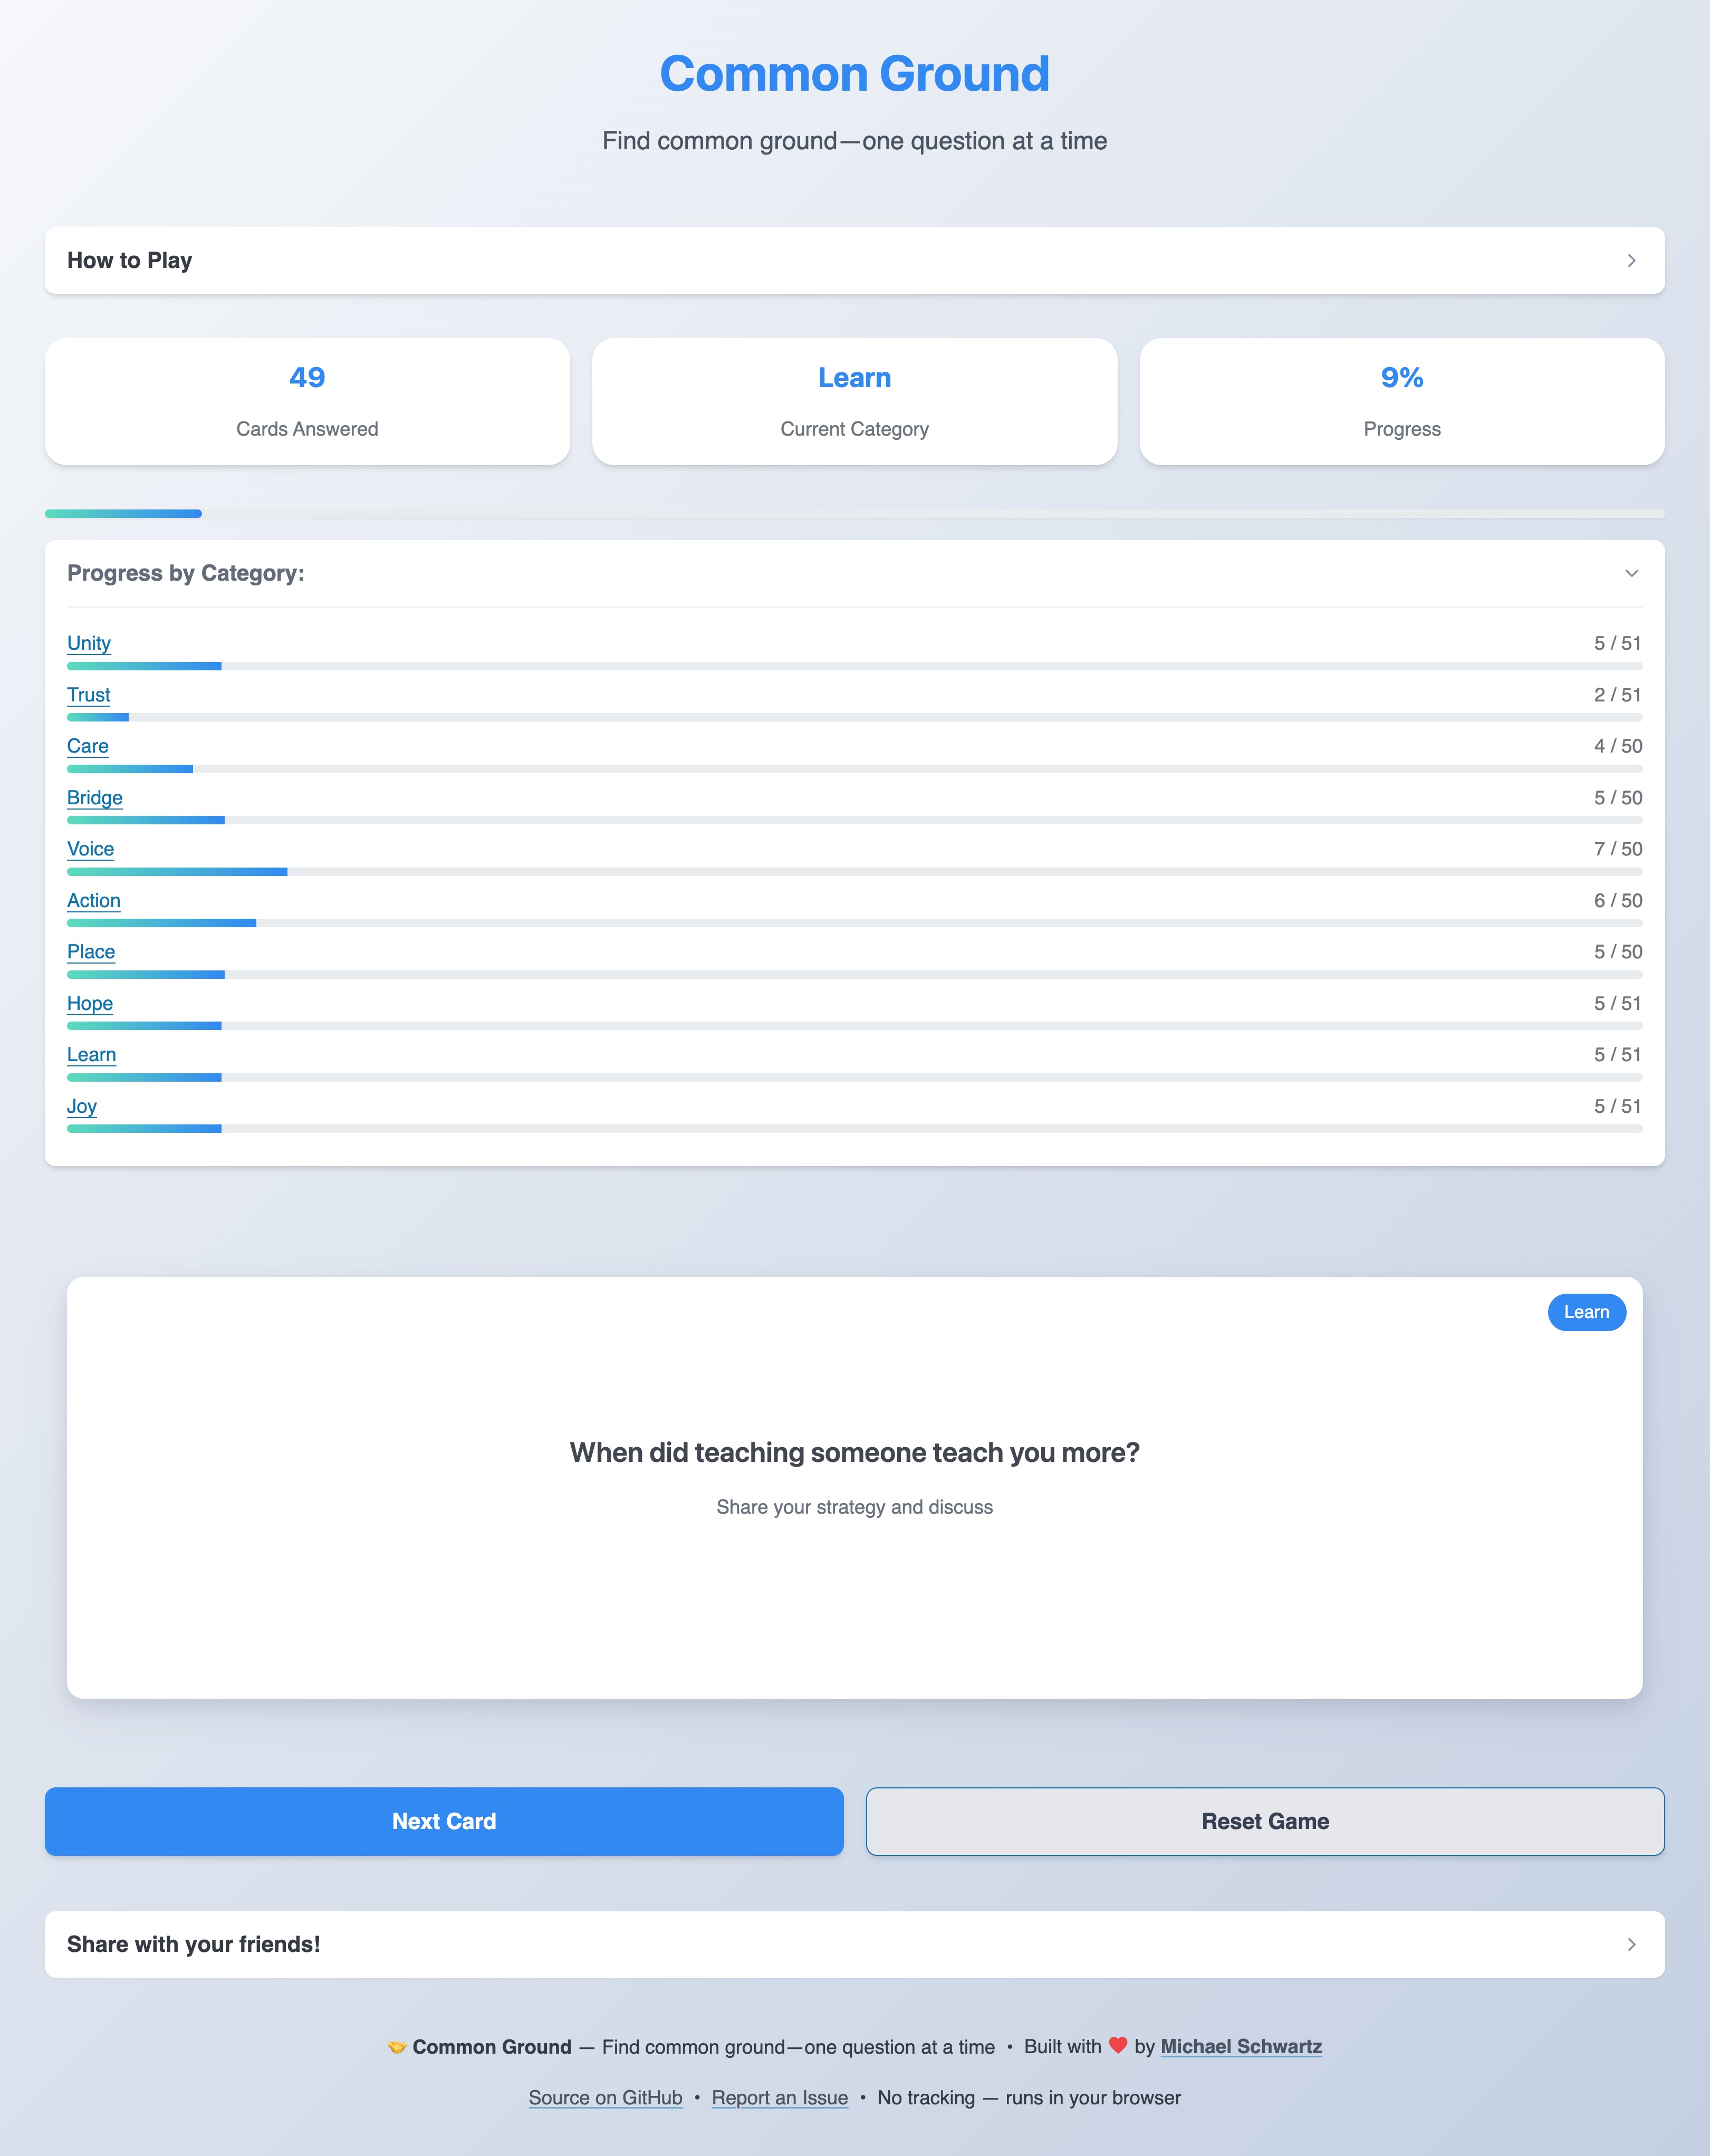 Common Ground
Find common ground—one question at a time
How to Play
49
Cards Answered
Learn
Current Category
9%
Progress
Progress by Category:
Unity 5 / 51
Trust 2 / 51
Care 4 / 50
Bridge 5 / 50
Voice 7 / 50
Action 6 / 50
Place 5 / 50
Hope 5 / 51
Learn 5 / 51
Joy 5 / 51
Learn
When did teaching someone teach you more?
Share your strategy and discuss
Next Card
Reset Game
Share with your friends!
🤝 Common Ground — Find common ground—one question at a time • Built with ❤️ by Michael Schwartz
Source on GitHub • Report an Issue • No tracking — runs in your browser